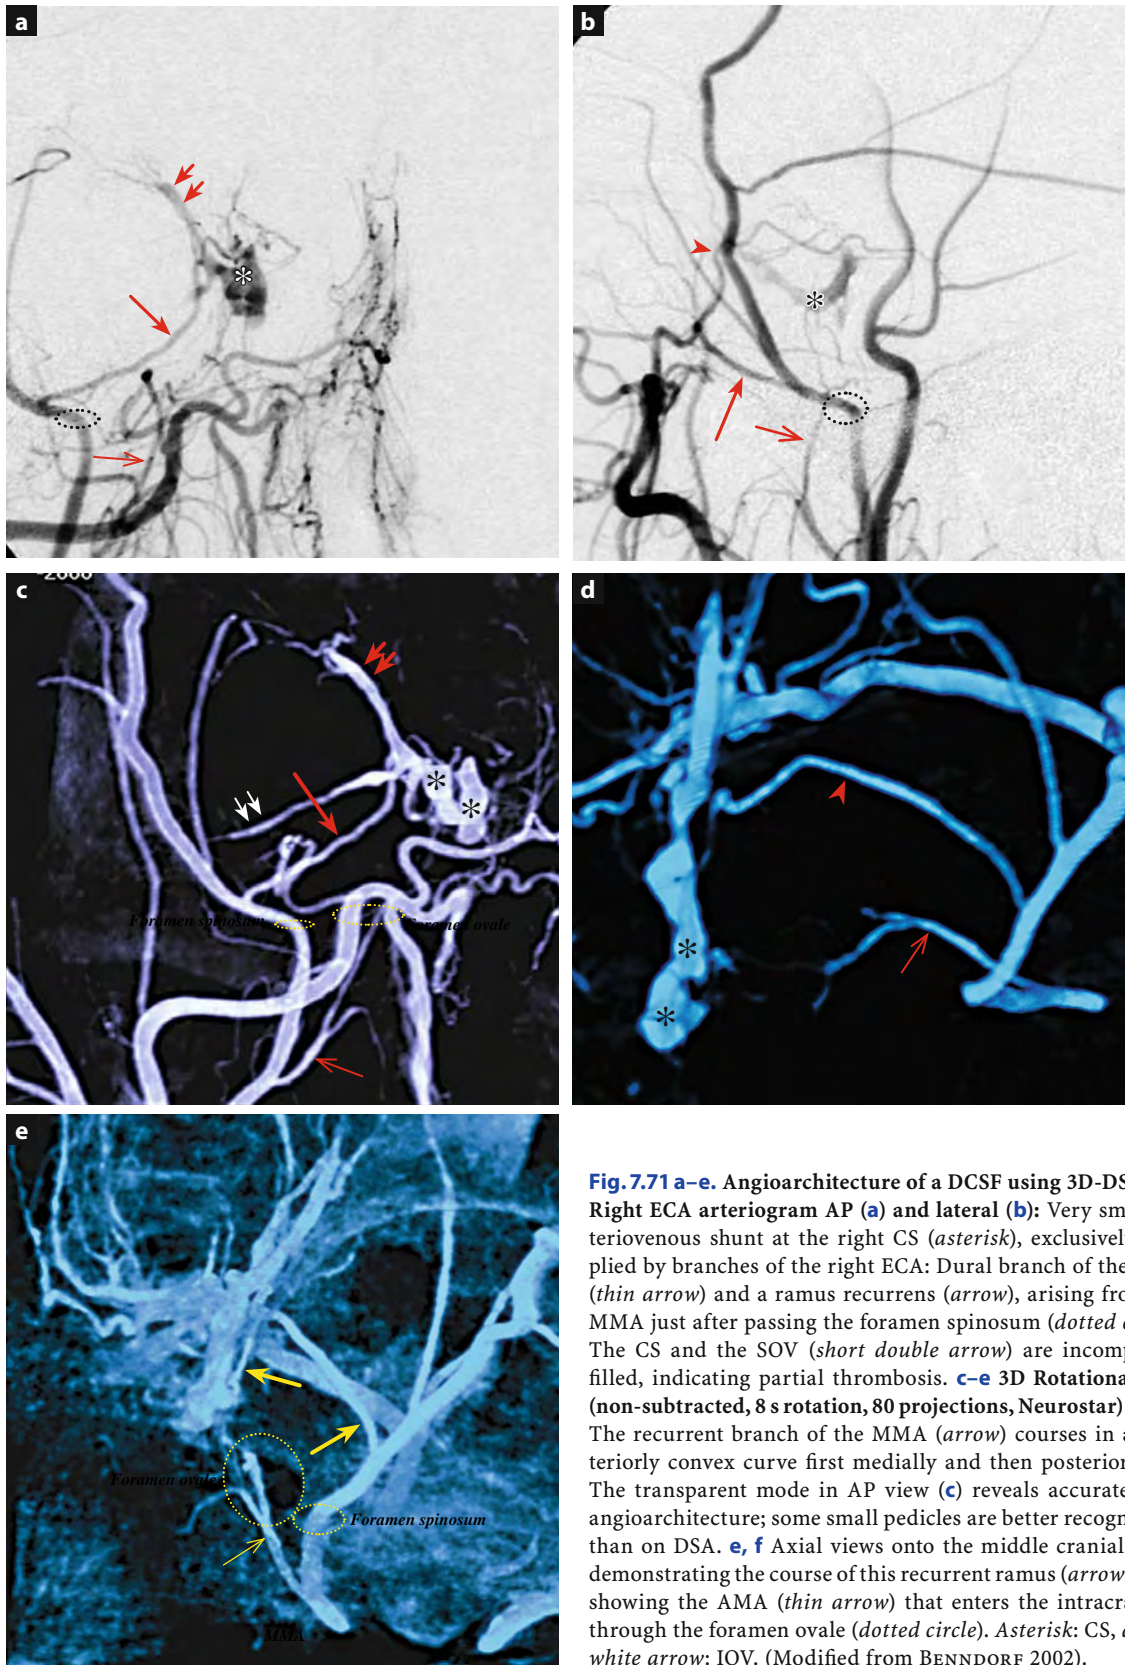 a
b
*
*
c
-2000
d
*
*
Foramen spinosum
Foramen ovale
*
*
e
Foramen ovale
Foramen spinosum
MMA
Fig. 7.71 a–e. Angioarchitecture of a DCSF using 3D-DS
Right ECA arteriogram AP (a) and lateral (b): Very sm
teriovenous shunt at the right CS (asterisk), exclusively
plied by branches of the right ECA: Dural branch of the
(thin arrow) and a ramus recurrens (arrow), arising fro
MMA just after passing the foramen spinosum (dotted
The CS and the SOV (short double arrow) are incomp
filled, indicating partial thrombosis. c–e 3D Rotationa
(non-subtracted, 8 s rotation, 80 projections, Neurostar)
The recurrent branch of the MMA (arrow) courses in a
teriorly convex curve first medially and then posterior
The transparent mode in AP view (c) reveals accurate
angioarchitecture; some small pedicles are better recogn
than on DSA. e, f Axial views onto the middle cranial
demonstrating the course of this recurrent ramus (arrow
showing the AMA (thin arrow) that enters the intracra
through the foramen ovale (dotted circle). Asterisk: CS,
white arrow: IOV. (Modified from BENNDORF 2002).